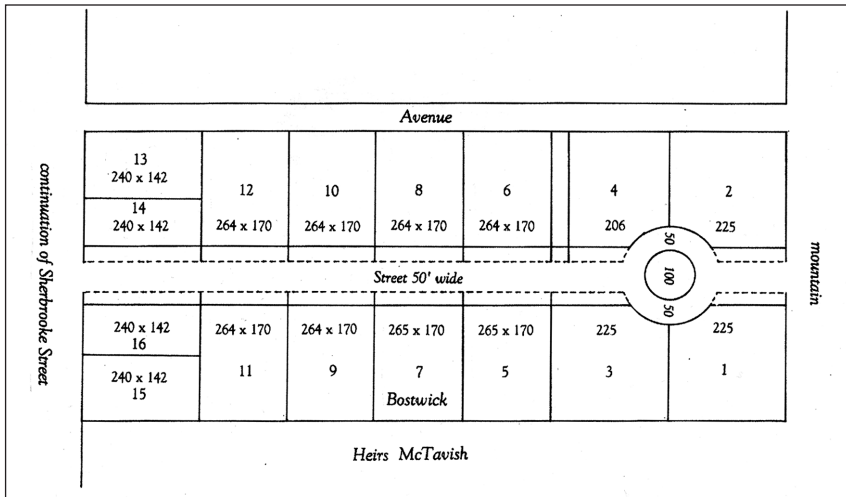 Avenue
continuation of Sherbrooke Street
13
240 x 142
14
240 x 142
12
264 x 170
10
264 x 170
8
264 x 170
6
264 x 170
4
206
2
225
mountain
50
100
50
Street 50' wide
240 x 142
16
240 x 142
15
264 x 170
11
264 x 170
9
265 x 170
7
Bostwick
265 x 170
5
225
3
225
1
Heirs McTavish